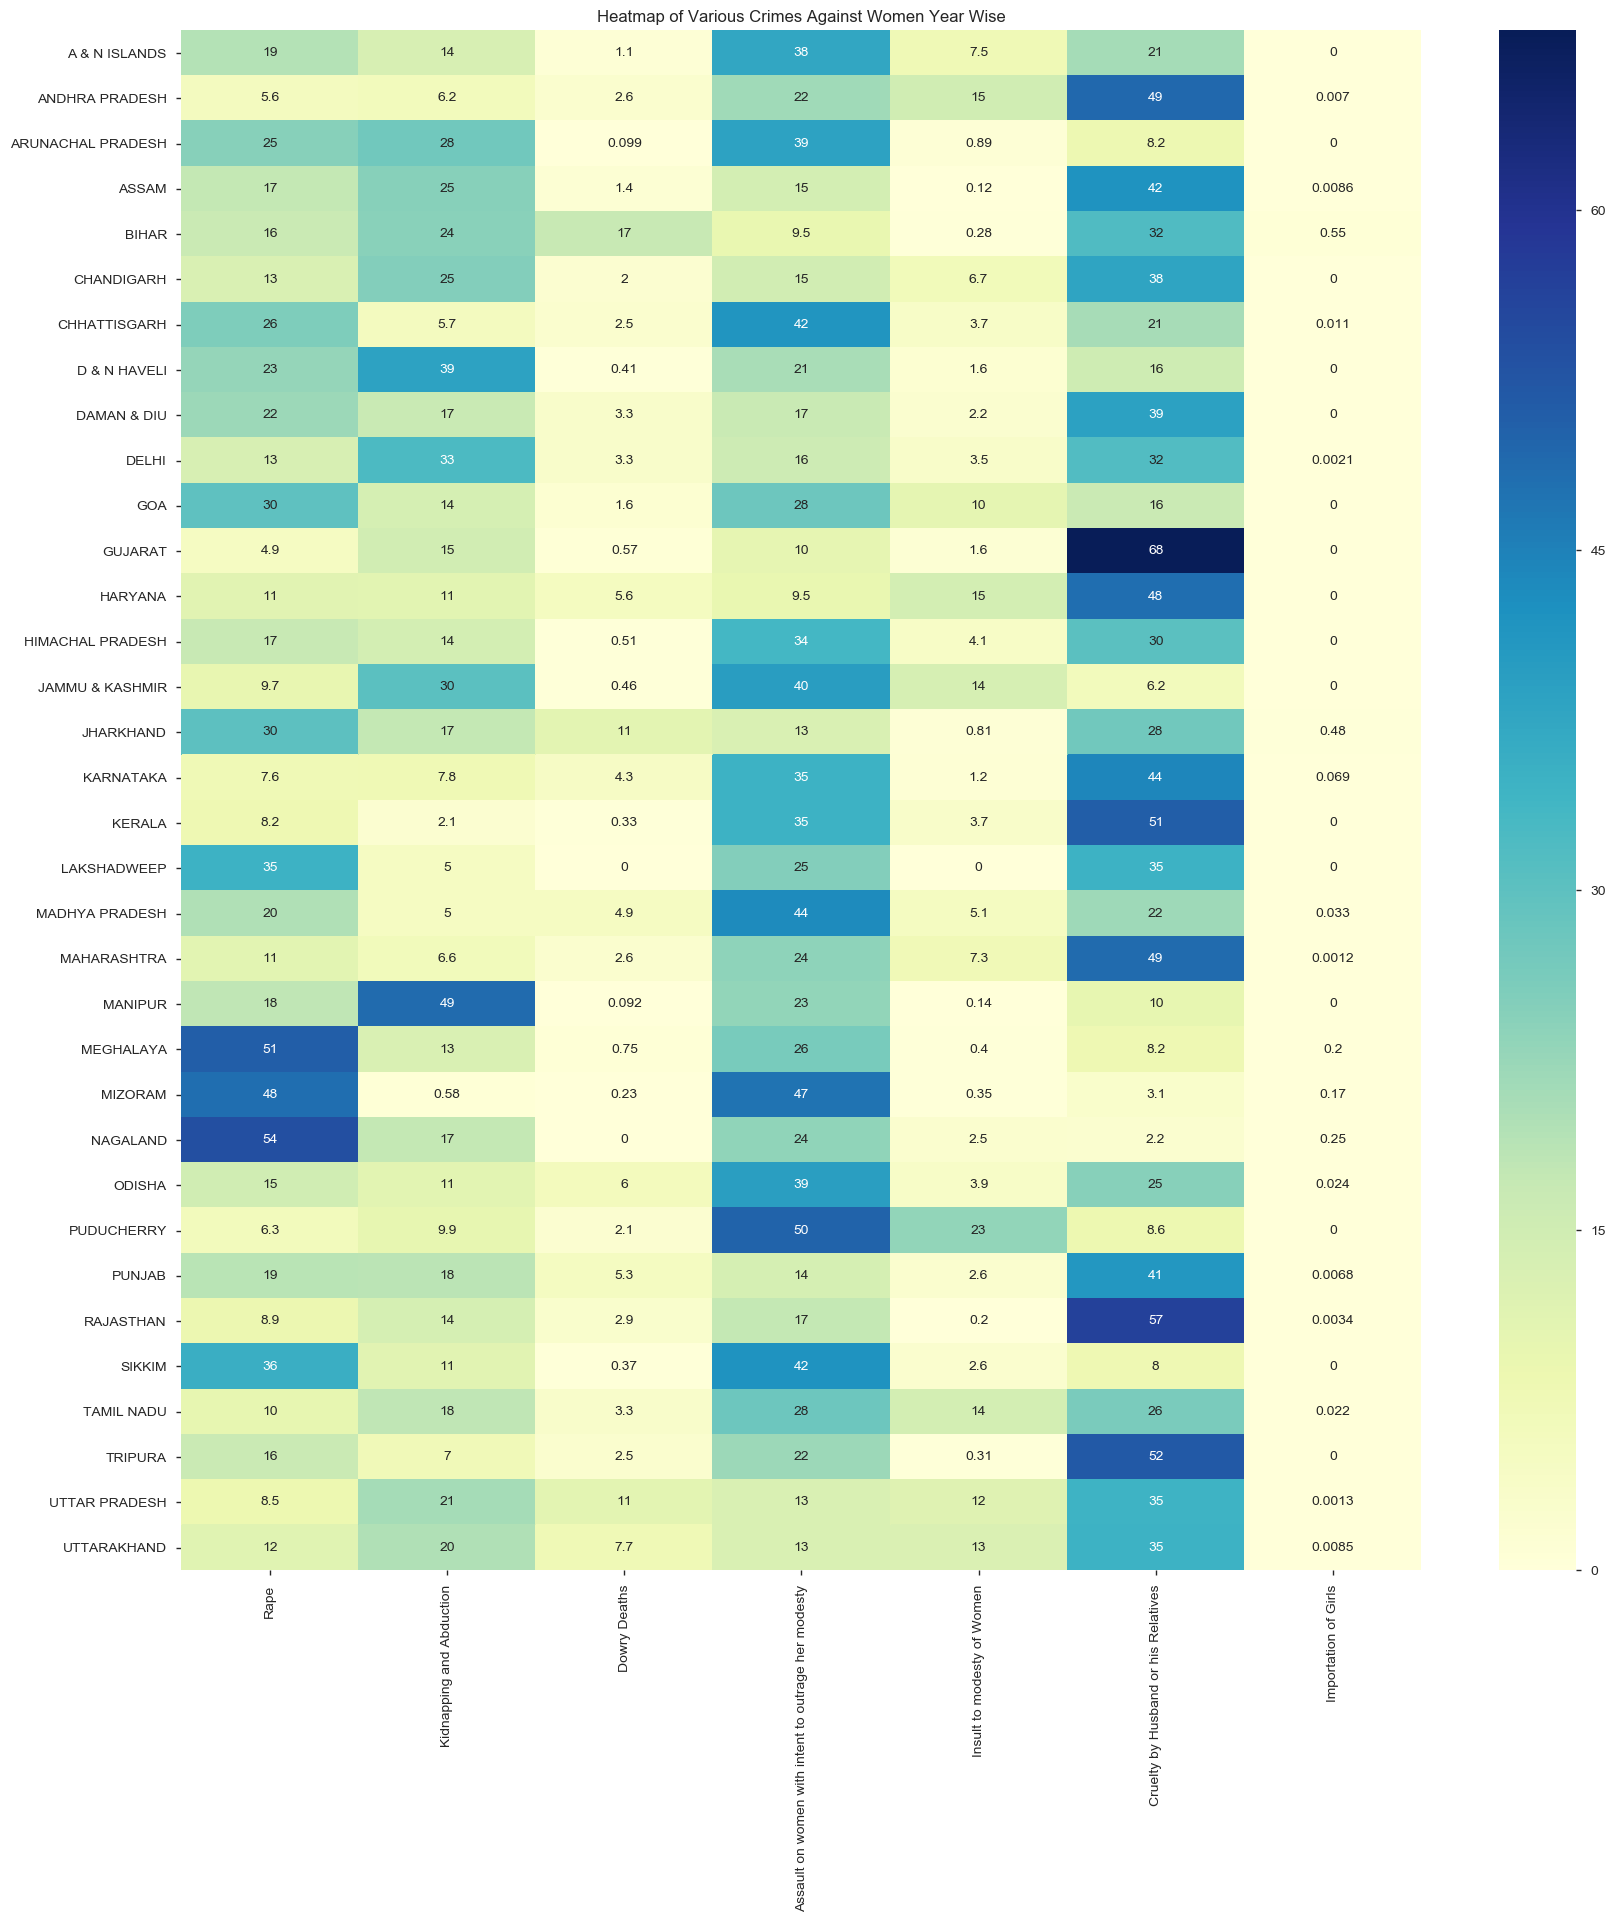 Heatmap of Various Crimes Against Women Year Wise
A & N ISLANDS 19 14 1.1 38 7.5 21 0
ANDHRA PRADESH 5.6 6.2 2.6 22 15 49 0.007
ARUNACHAL PRADESH 25 28 0.099 39 0.89 8.2 0
ASSAM 17 25 1.4 15 0.12 42 0.0086
BIHAR 16 24 17 9.5 0.28 32 0.55
CHANDIGARH 13 25 2 15 6.7 38 0
CHHATTISGARH 26 5.7 2.5 42 3.7 21 0.011
D & N HAVELI 23 39 0.41 21 1.6 16 0
DAMAN & DIU 22 17 3.3 17 2.2 39 0
DELHI 13 33 3.3 16 3.5 32 0.0021
GOA 30 14 1.6 28 10 16 0
GUJARAT 4.9 15 0.57 10 1.6 68 0
HARYANA 11 11 5.6 9.5 15 48 0
HIMACHAL PRADESH 17 14 0.51 34 4.1 30 0
JAMMU & KASHMIR 9.7 30 0.46 40 14 6.2 0
JHARKHAND 30 17 11 13 0.81 28 0.48
KARNATAKA 7.6 7.8 4.3 35 1.2 44 0.069
KERALA 8.2 2.1 0.33 35 3.7 51 0
LAKSHADWEEP 35 5 0 25 0 35 0
MADHYA PRADESH 20 5 4.9 44 5.1 22 0.033
MAHARASHTRA 11 6.6 2.6 24 7.3 49 0.0012
MANIPUR 18 49 0.092 23 0.14 10 0
MEGHALAYA 51 13 0.75 26 0.4 8.2 0.2
MIZORAM 48 0.58 0.23 47 0.35 3.1 0.17
NAGALAND 54 17 0 24 2.5 2.2 0.25
ODISHA 15 11 6 39 3.9 25 0.024
PUDUCHERRY 6.3 9.9 2.1 50 23 8.6 0
PUNJAB 19 18 5.3 14 2.6 41 0.0068
RAJASTHAN 8.9 14 2.9 17 0.2 57 0.0034
SIKKIM 36 11 0.37 42 2.6 8 0
TAMIL NADU 10 18 3.3 28 14 26 0.022
TRIPURA 16 7 2.5 22 0.31 52 0
UTTAR PRADESH 8.5 21 11 13 12 35 0.0013
UTTARAKHAND 12 20 7.7 13 13 35 0.0085
Rape
Kidnapping and Abduction
Dowry Deaths
Assault on women with intent to outrage her modesty
Insult to modesty of Women
Cruelty by Husband or his Relatives
Importation of Girls
60
45
30
15
0